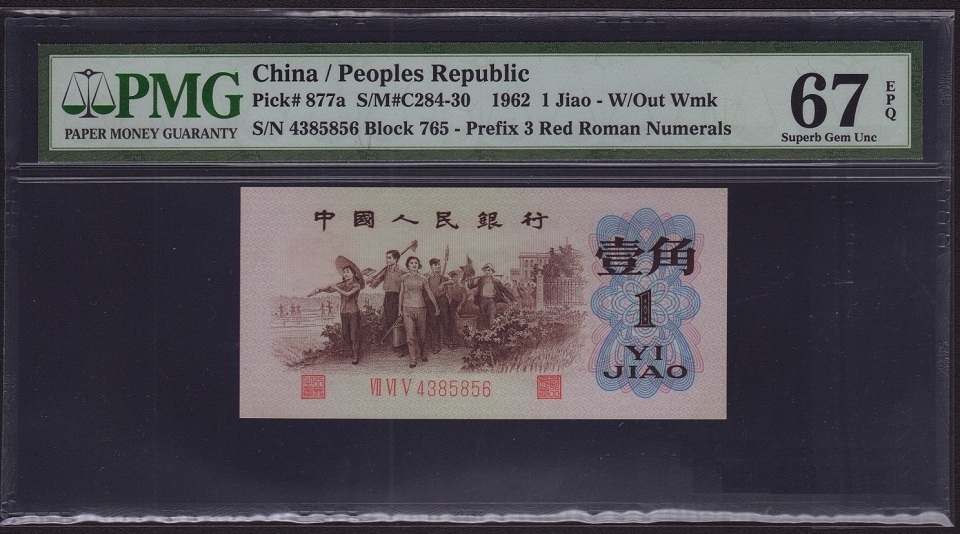 PMG
PAPER MONEY GUARANTY
China / Peoples Republic
Pick# 877a S/M#C284-30 1962 1 Jiao - W/Out Wmk
S/N 4385856 Block 765 - Prefix 3 Red Roman Numerals
67 EPQ
Superb Gem Unc
中國人民銀行
壹角
1
YI
JIAO
VII VI V 4385856